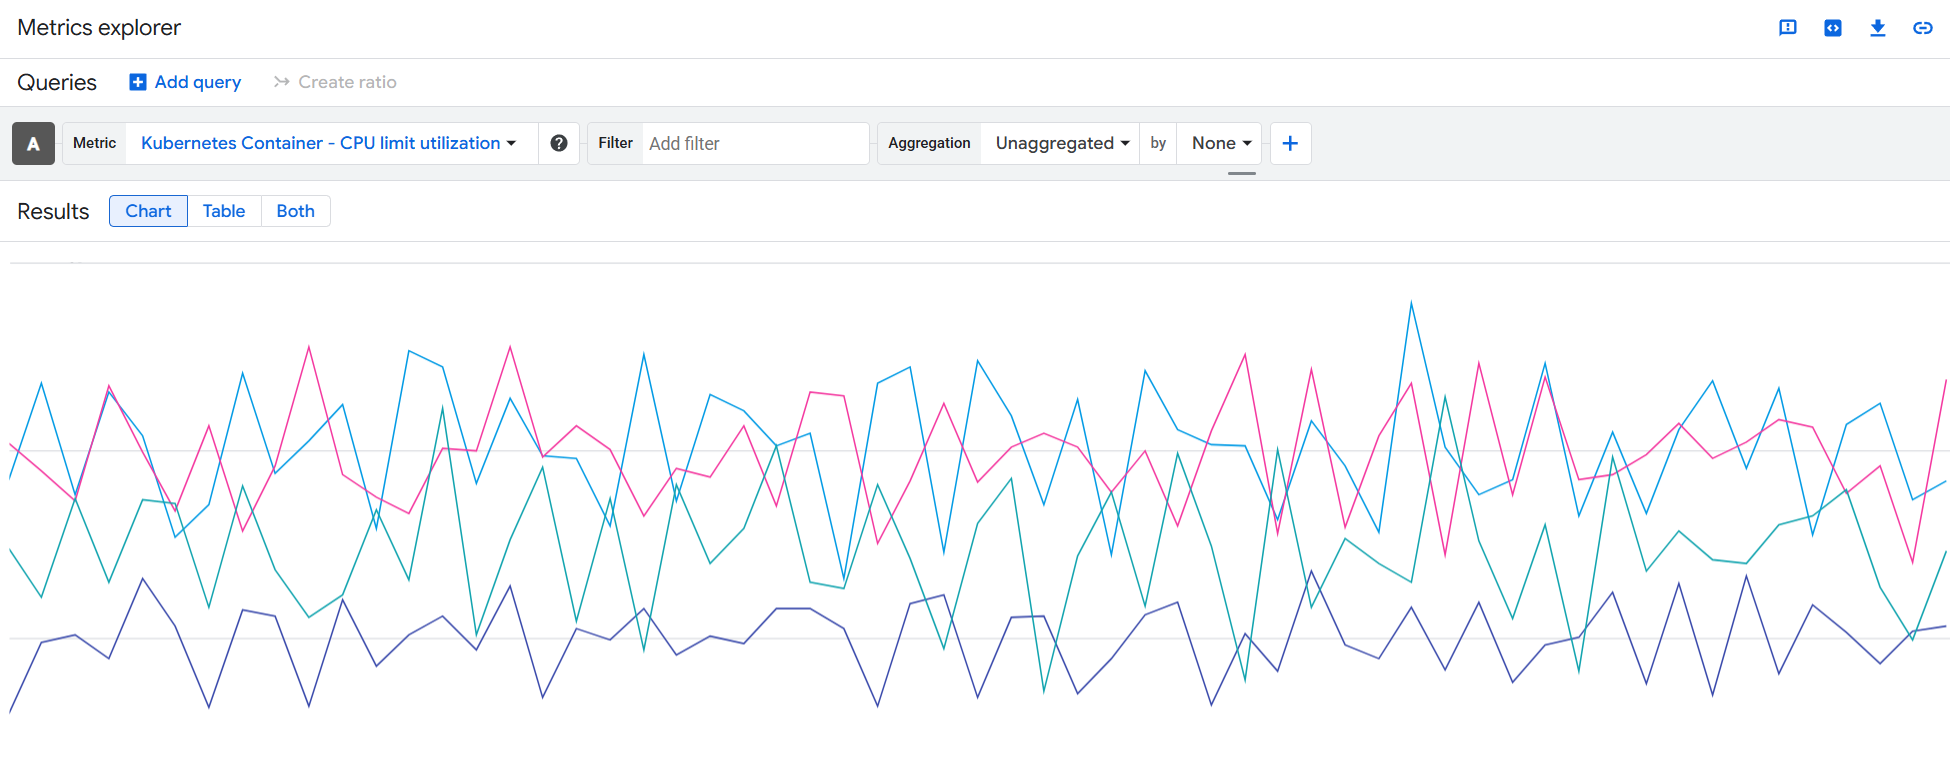 Metrics explorer
Queries Add query Create ratio
A Metric Kubernetes Container - CPU limit utilization Filter Add filter Aggregation Unaggregated by None
Results Chart Table Both